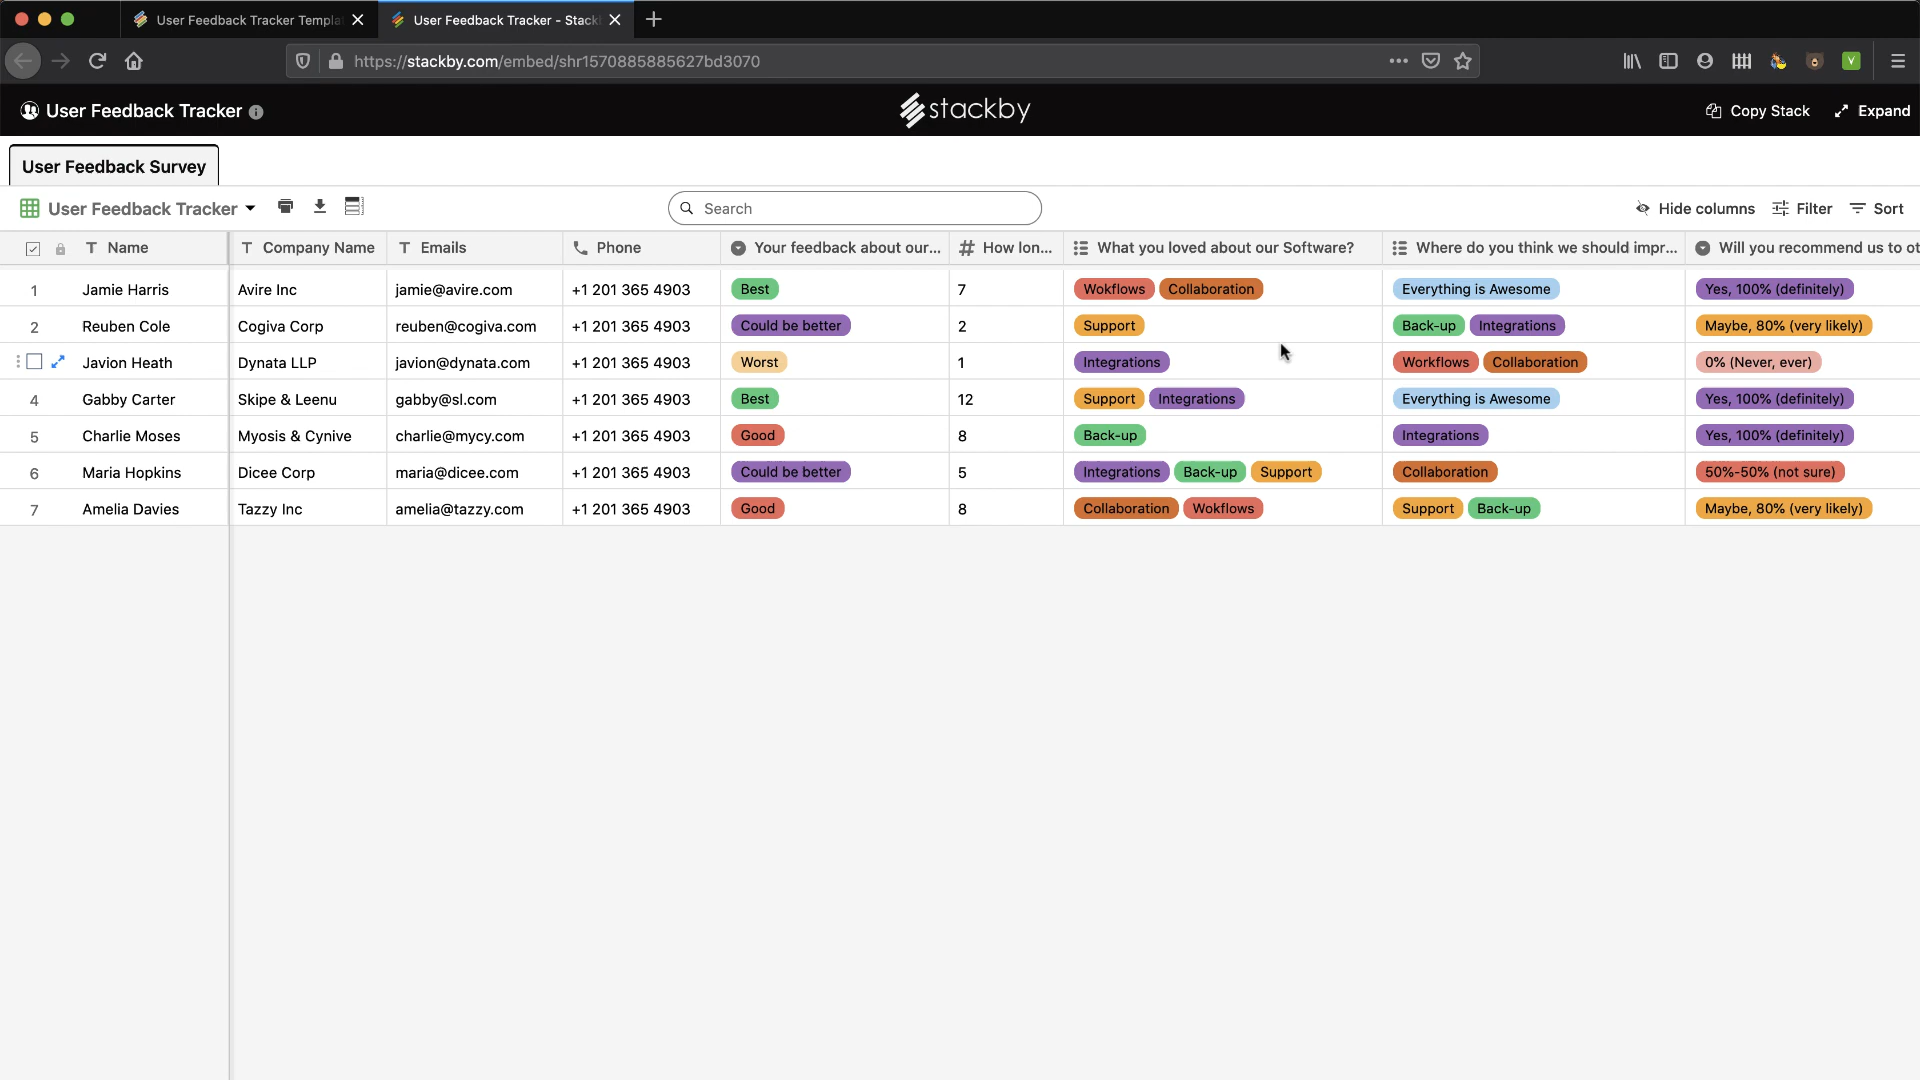 User Feedback Tracker Templa
User Feedback Tracker - Stack
https://stackby.com/embed/shr1570885885627bd3070
User Feedback Tracker
stackby
Copy Stack
Expand
User Feedback Survey
User Feedback Tracker
Search
Hide columns
Filter
Sort
Name Company Name Emails Phone Your feedback about our... How lon... What you loved about our Software? Where do you think we should impr... Will you recommend us to ot
1 Jamie Harris Avire Inc jamie@avire.com +1 201 365 4903 Best 7 Wokflows Collaboration Everything is Awesome Yes, 100% (definitely)
2 Reuben Cole Cogiva Corp reuben@cogiva.com +1 201 365 4903 Could be better 2 Support Back-up Integrations Maybe, 80% (very likely)
Javion Heath Dynata LLP javion@dynata.com +1 201 365 4903 Worst 1 Integrations Workflows Collaboration 0% (Never, ever)
4 Gabby Carter Skipe & Leenu gabby@sl.com +1 201 365 4903 Best 12 Support Integrations Everything is Awesome Yes, 100% (definitely)
5 Charlie Moses Myosis & Cynive charlie@mycy.com +1 201 365 4903 Good 8 Back-up Integrations Yes, 100% (definitely)
6 Maria Hopkins Dicee Corp maria@dicee.com +1 201 365 4903 Could be better 5 Integrations Back-up Support Collaboration 50%-50% (not sure)
7 Amelia Davies Tazzy Inc amelia@tazzy.com +1 201 365 4903 Good 8 Collaboration Wokflows Support Back-up Maybe, 80% (very likely)